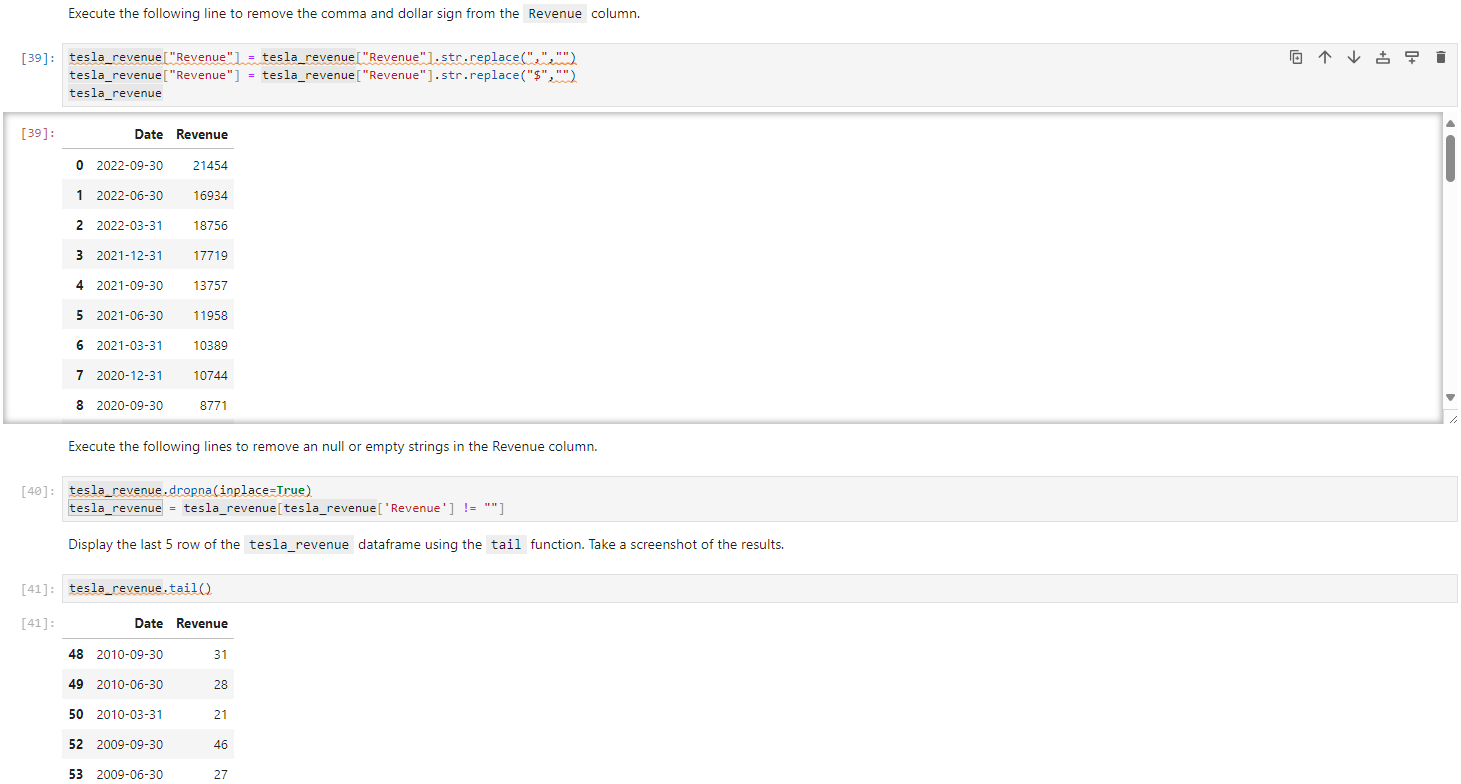 Execute the following line to remove the comma and dollar sign from the Revenue column.
[39]: tesla_revenue["Revenue"] = tesla_revenue["Revenue"].str.replace(",","")
tesla_revenue["Revenue"] = tesla_revenue["Revenue"].str.replace("$","")
tesla_revenue
[39]: Date Revenue
0 2022-09-30 21454
1 2022-06-30 16934
2 2022-03-31 18756
3 2021-12-31 17719
4 2021-09-30 13757
5 2021-06-30 11958
6 2021-03-31 10389
7 2020-12-31 10744
8 2020-09-30 8771
Execute the following lines to remove an null or empty strings in the Revenue column.
[40]: tesla_revenue.dropna(inplace=True)
tesla_revenue = tesla_revenue[tesla_revenue['Revenue'] != ""]
Display the last 5 row of the tesla_revenue dataframe using the tail function. Take a screenshot of the results.
[41]: tesla_revenue.tail()
[41]: Date Revenue
48 2010-09-30 31
49 2010-06-30 28
50 2010-03-31 21
52 2009-09-30 46
53 2009-06-30 27